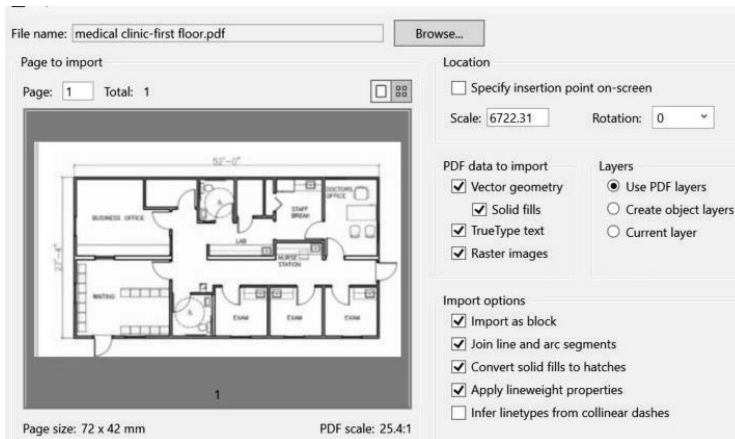 File name: medical clinic-first floor.pdf Browse...
Page to import
Page: 1 Total: 1
52'-0"
BUSINESS OFFICE
STAFF
BREAK
DOCTORS
OFFICE
LAB
NURSE
STATION
27'-4"
WAITING
EXAM
EXAM
EXAM
1
Page size: 72 x 42 mm PDF scale: 25.4:1
Location
Specify insertion point on-screen
Scale: 6722.31 Rotation: 0
PDF data to import
Vector geometry
Solid fills
TrueType text
Raster images
Layers
Use PDF layers
Create object layers
Current layer
Import options
Import as block
Join line and arc segments
Convert solid fills to hatches
Apply lineweight properties
Infer linetypes from collinear dashes